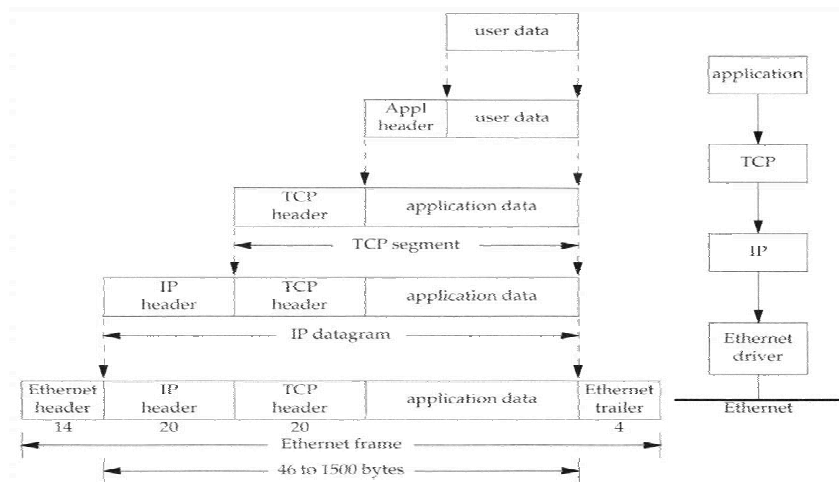 user data
application
Appl
header
user data
TCP
TCP
header
application data
TCP segment
IP
IP
header
TCP
header
application data
IP datagram
Ethernet
driver
Ethernet
header
IP
header
TCP
header
application data
Ethernet
trailer
Ethernet
14
20
20
4
Ethernet frame
46 to 1500 bytes